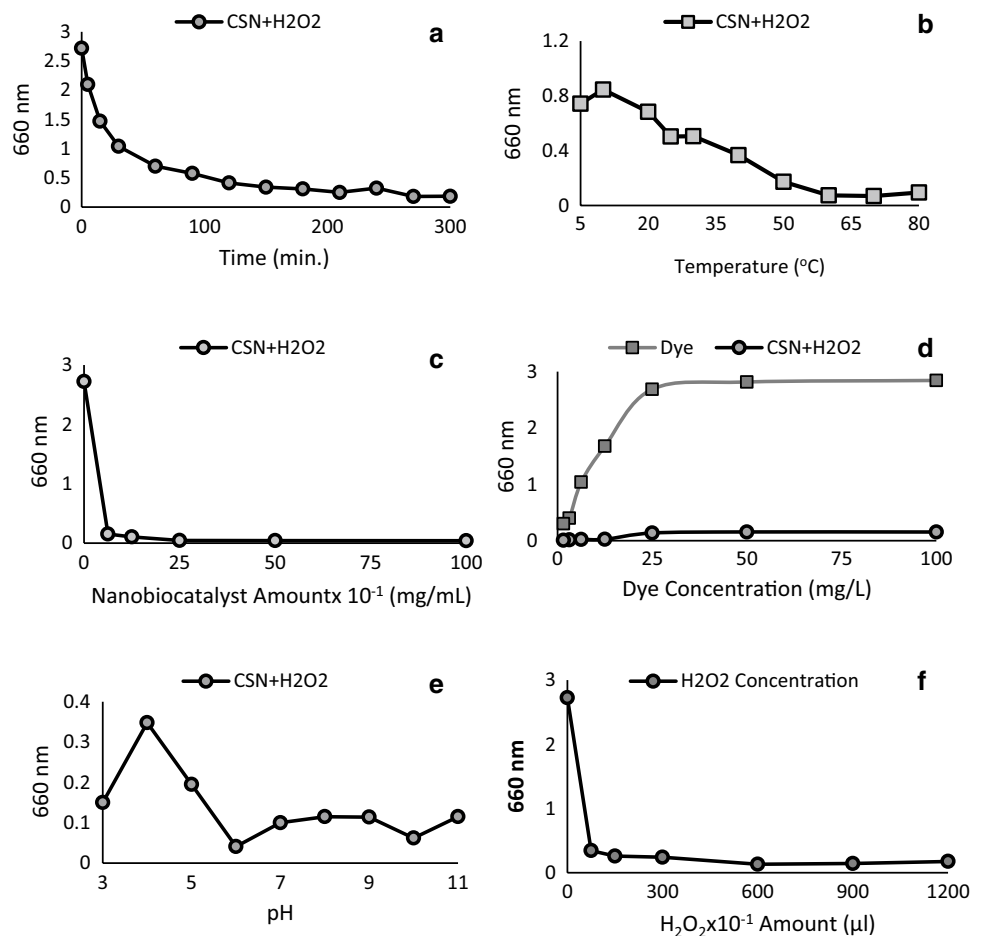 CSN+H2O2
a
3
2.5
2
1.5
1
0.5
0
660 nm
0 100 200 300
Time (min.)
CSN+H2O2
b
1.2
0.8
0.4
0
660 nm
5 20 35 50 65 80
Temperature (°C)
CSN+H2O2
c
3
2
1
0
660 nm
0 25 50 75 100
Nanobiocatalyst Amountx 10⁻¹ (mg/mL)
Dye CSN+H2O2
d
3
2
1
0
660 nm
0 25 50 75 100
Dye Concentration (mg/L)
CSN+H2O2
e
0.4
0.3
0.2
0.1
0
660 nm
3 5 7 9 11
pH
H2O2 Concentration
f
3
2
1
0
660 nm
0 300 600 900 1200
H₂O₂x10⁻¹ Amount (µl)